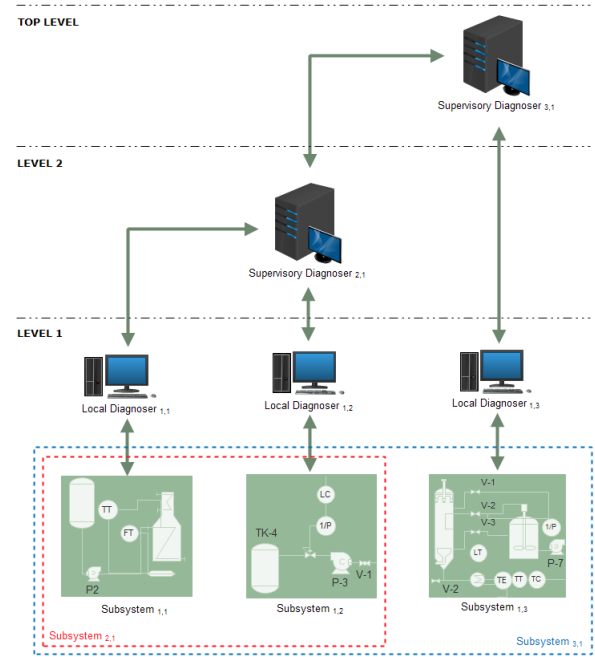 TOP LEVEL
Supervisory Diagnoser 3,1
LEVEL 2
Supervisory Diagnoser 2,1
LEVEL 1
Local Diagnoser 1,1
Local Diagnoser 1,2
Local Diagnoser 1,3
TT
FT
P2
LC
1/P
TK-4
P-3
V-1
V-1
V-2
V-3
1/P
LT
P-7
V-2
TE
TT
TC
Subsystem 1,1
Subsystem 1,2
Subsystem 1,3
Subsystem 2,1
Subsystem 3,1